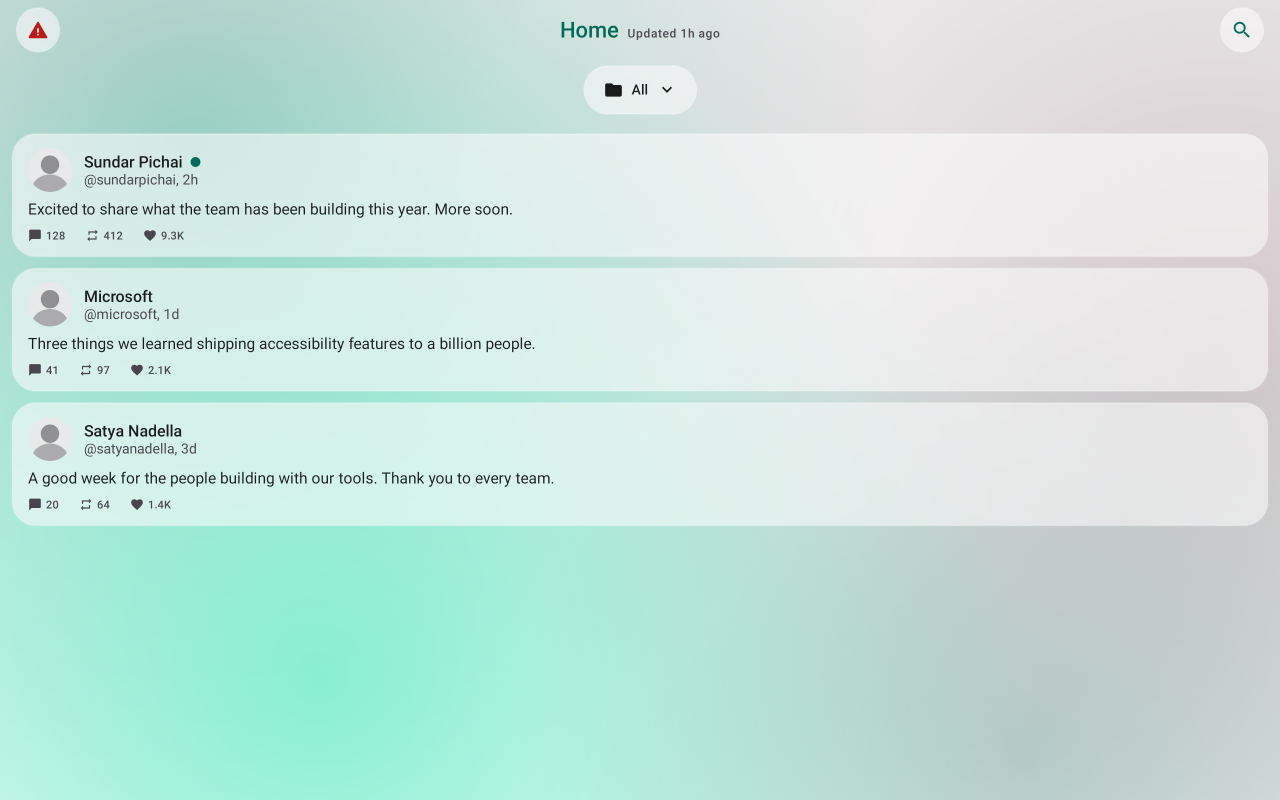 Home Updated 1h ago
All
Sundar Pichai
@sundarpichai, 2h
Excited to share what the team has been building this year. More soon.
128 412 9.3K
Microsoft
@microsoft, 1d
Three things we learned shipping accessibility features to a billion people.
41 97 2.1K
Satya Nadella
@satyanadella, 3d
A good week for the people building with our tools. Thank you to every team.
20 64 1.4K